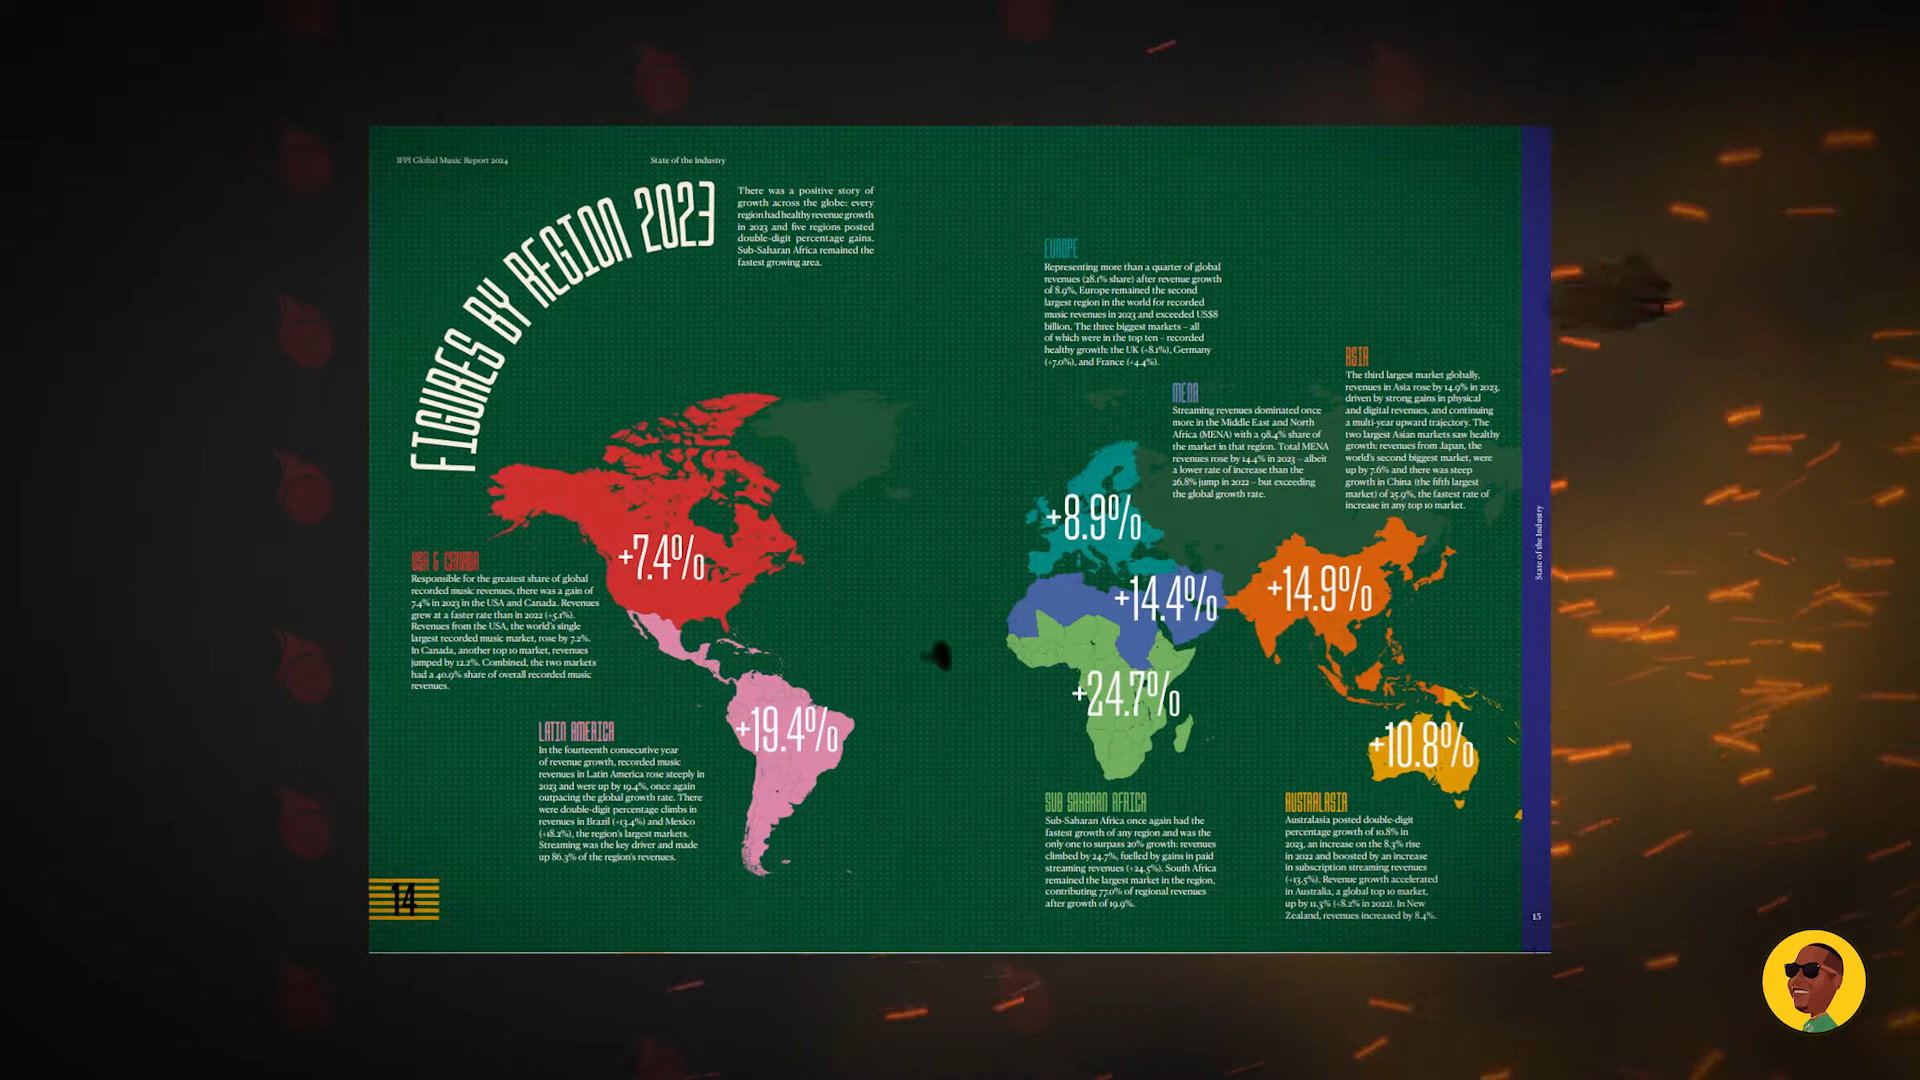 IFPI Global Music Report 2024
State of the Industry
FIGURES BY REGION 2023
There was a positive story of
growth across the globe: every
region had healthy revenue growth
in 2023 and five regions posted
double-digit percentage gains.
Sub-Saharan Africa remained the
fastest growing area.
EUROPE
Representing more than a quarter of global
revenues (28.1% share) after revenue growth
of 8.9%, Europe remained the second
largest region in the world for recorded
music revenues in 2023 and exceeded US$8
billion. The three biggest markets – all
of which were in the top ten – recorded
healthy growth: the UK (+8.1%), Germany
(+7.0%), and France (+4.4%).
ASIA
The third largest market globally,
revenues in Asia rose by 14.9% in 2023,
driven by strong gains in physical
and digital revenues, and continuing
a multi-year upward trajectory. The
two largest Asian markets saw healthy
growth: revenues from Japan, the
world's second biggest market, were
up by 7.6% and there was steep
growth in China (the fifth largest
market) of 25.9%, the fastest rate of
increase in any top 10 market.
MENA
Streaming revenues dominated once
more in the Middle East and North
Africa (MENA) with a 98.4% share of
the market in that region. Total MENA
revenues rose by 14.4% in 2023 – albeit
a lower rate of increase than the
26.8% jump in 2022 – but exceeding
the global growth rate.
+7.4%
+8.9%
+14.4%
+14.9%
+24.7%
+19.4%
+10.8%
USA & CANADA
Responsible for the greatest share of global
recorded music revenues, there was a gain of
7.4% in 2023 in the USA and Canada. Revenues
grew at a faster rate than in 2022 (+5.1%).
Revenues from the USA, the world's single
largest recorded music market, rose by 7.2%.
In Canada, another top 10 market, revenues
jumped by 12.2%. Combined, the two markets
had a 40.9% share of overall recorded music
revenues.
LATIN AMERICA
In the fourteenth consecutive year
of revenue growth, recorded music
revenues in Latin America rose steeply in
2023 and were up by 19.4%, once again
outpacing the global growth rate. There
were double-digit percentage climbs in
revenues in Brazil (+13.4%) and Mexico
(+18.2%), the region's largest markets.
Streaming was the key driver and made
up 86.3% of the region's revenues.
SUB SAHARAN AFRICA
Sub-Saharan Africa once again had the
fastest growth of any region and was the
only one to surpass 20% growth: revenues
climbed by 24.7%, fuelled by gains in paid
streaming revenues (+24.5%). South Africa
remained the largest market in the region,
contributing 77.0% of regional revenues
after growth of 19.9%.
AUSTRALASIA
Australasia posted double-digit
percentage growth of 10.8% in
2023, an increase on the 8.3% rise
in 2022 and boosted by an increase
in subscription streaming revenues
(+13.5%). Revenue growth accelerated
in Australia, a global top 10 market,
up by 11.3% (+8.2% in 2022). In New
Zealand, revenues increased by 8.4%.
14
State of the Industry
15